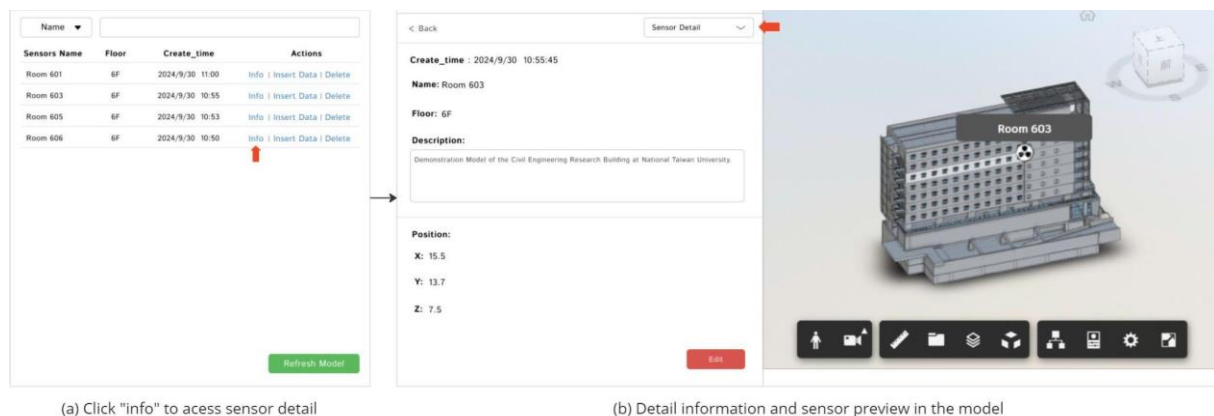 Name
Sensors Name Floor Create_time Actions
Room 601 6F 2024/9/30 11:00 Info | Insert Data | Delete
Room 603 6F 2024/9/30 10:55 Info | Insert Data | Delete
Room 605 6F 2024/9/30 10:53 Info | Insert Data | Delete
Room 606 6F 2024/9/30 10:50 Info | Insert Data | Delete
Refresh Model
< Back
Sensor Detail
Create_time : 2024/9/30 10:55:45
Name: Room 603
Floor: 6F
Description:
Demonstration Model of the Civil Engineering Research Building at National Taiwan University.
Position:
X: 15.5
Y: 13.7
Z: 7.5
Edit
Room 603
前
(a) Click "info" to acess sensor detail
(b) Detail information and sensor preview in the model